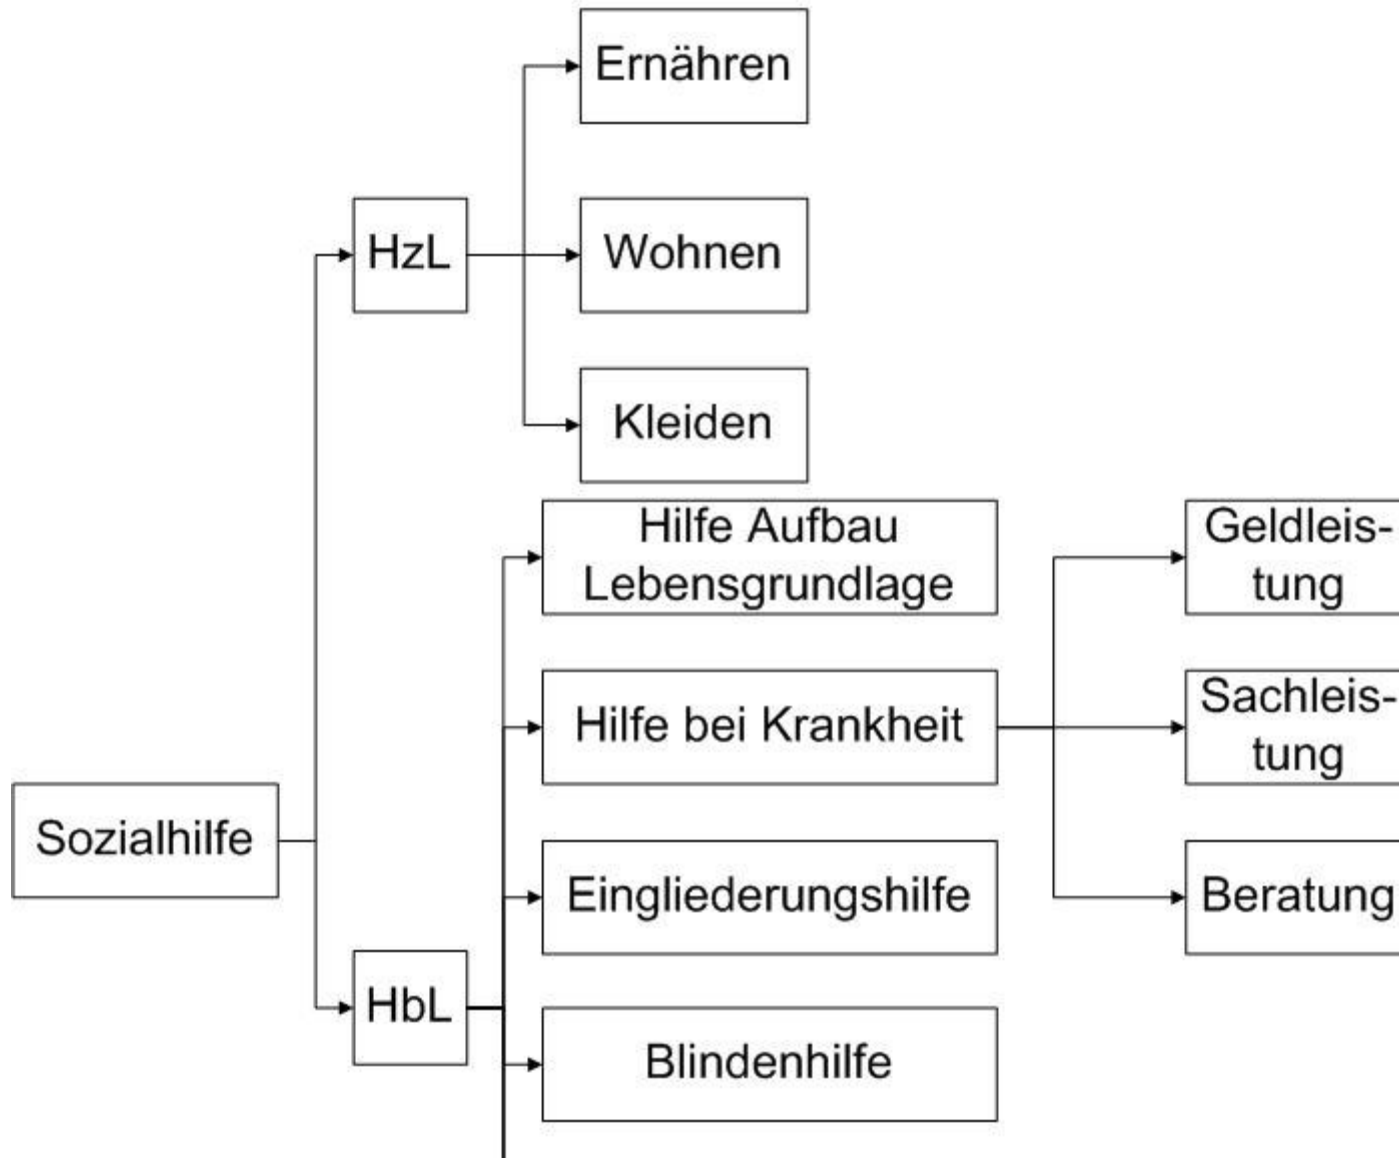 Ernähren
HzL
Wohnen
Kleiden
Hilfe Aufbau
Lebensgrundlage
Geldleis-
tung
Hilfe bei Krankheit
Sachleis-
tung
Sozialhilfe
Eingliederungshilfe
Beratung
HbL
Blindenhilfe